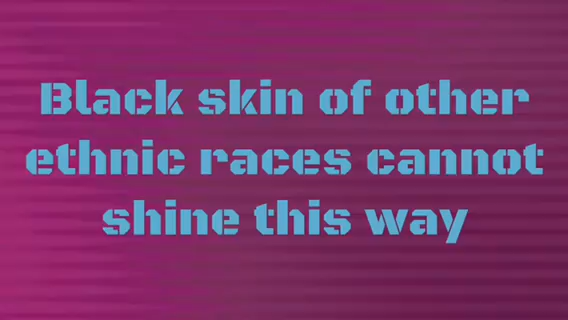 Black skin of other
ethnic races cannot
shine this way